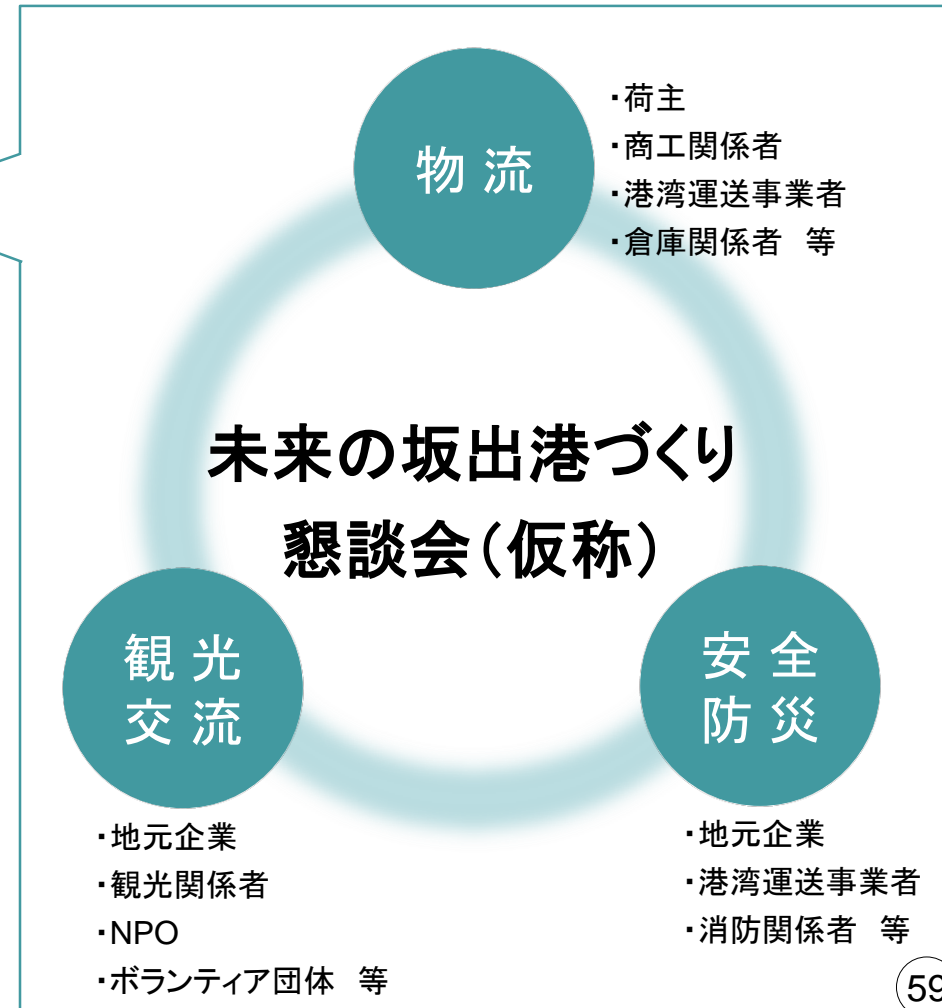 物 流
・荷主
・商工関係者
・港湾運送事業者
・倉庫関係者　等
未来の坂出港づくり
懇談会（仮称）
観 光
交 流
・地元企業
・観光関係者
・NPO
・ボランティア団体　等
安 全
防 災
・地元企業
・港湾運送事業者
・消防関係者　等
59